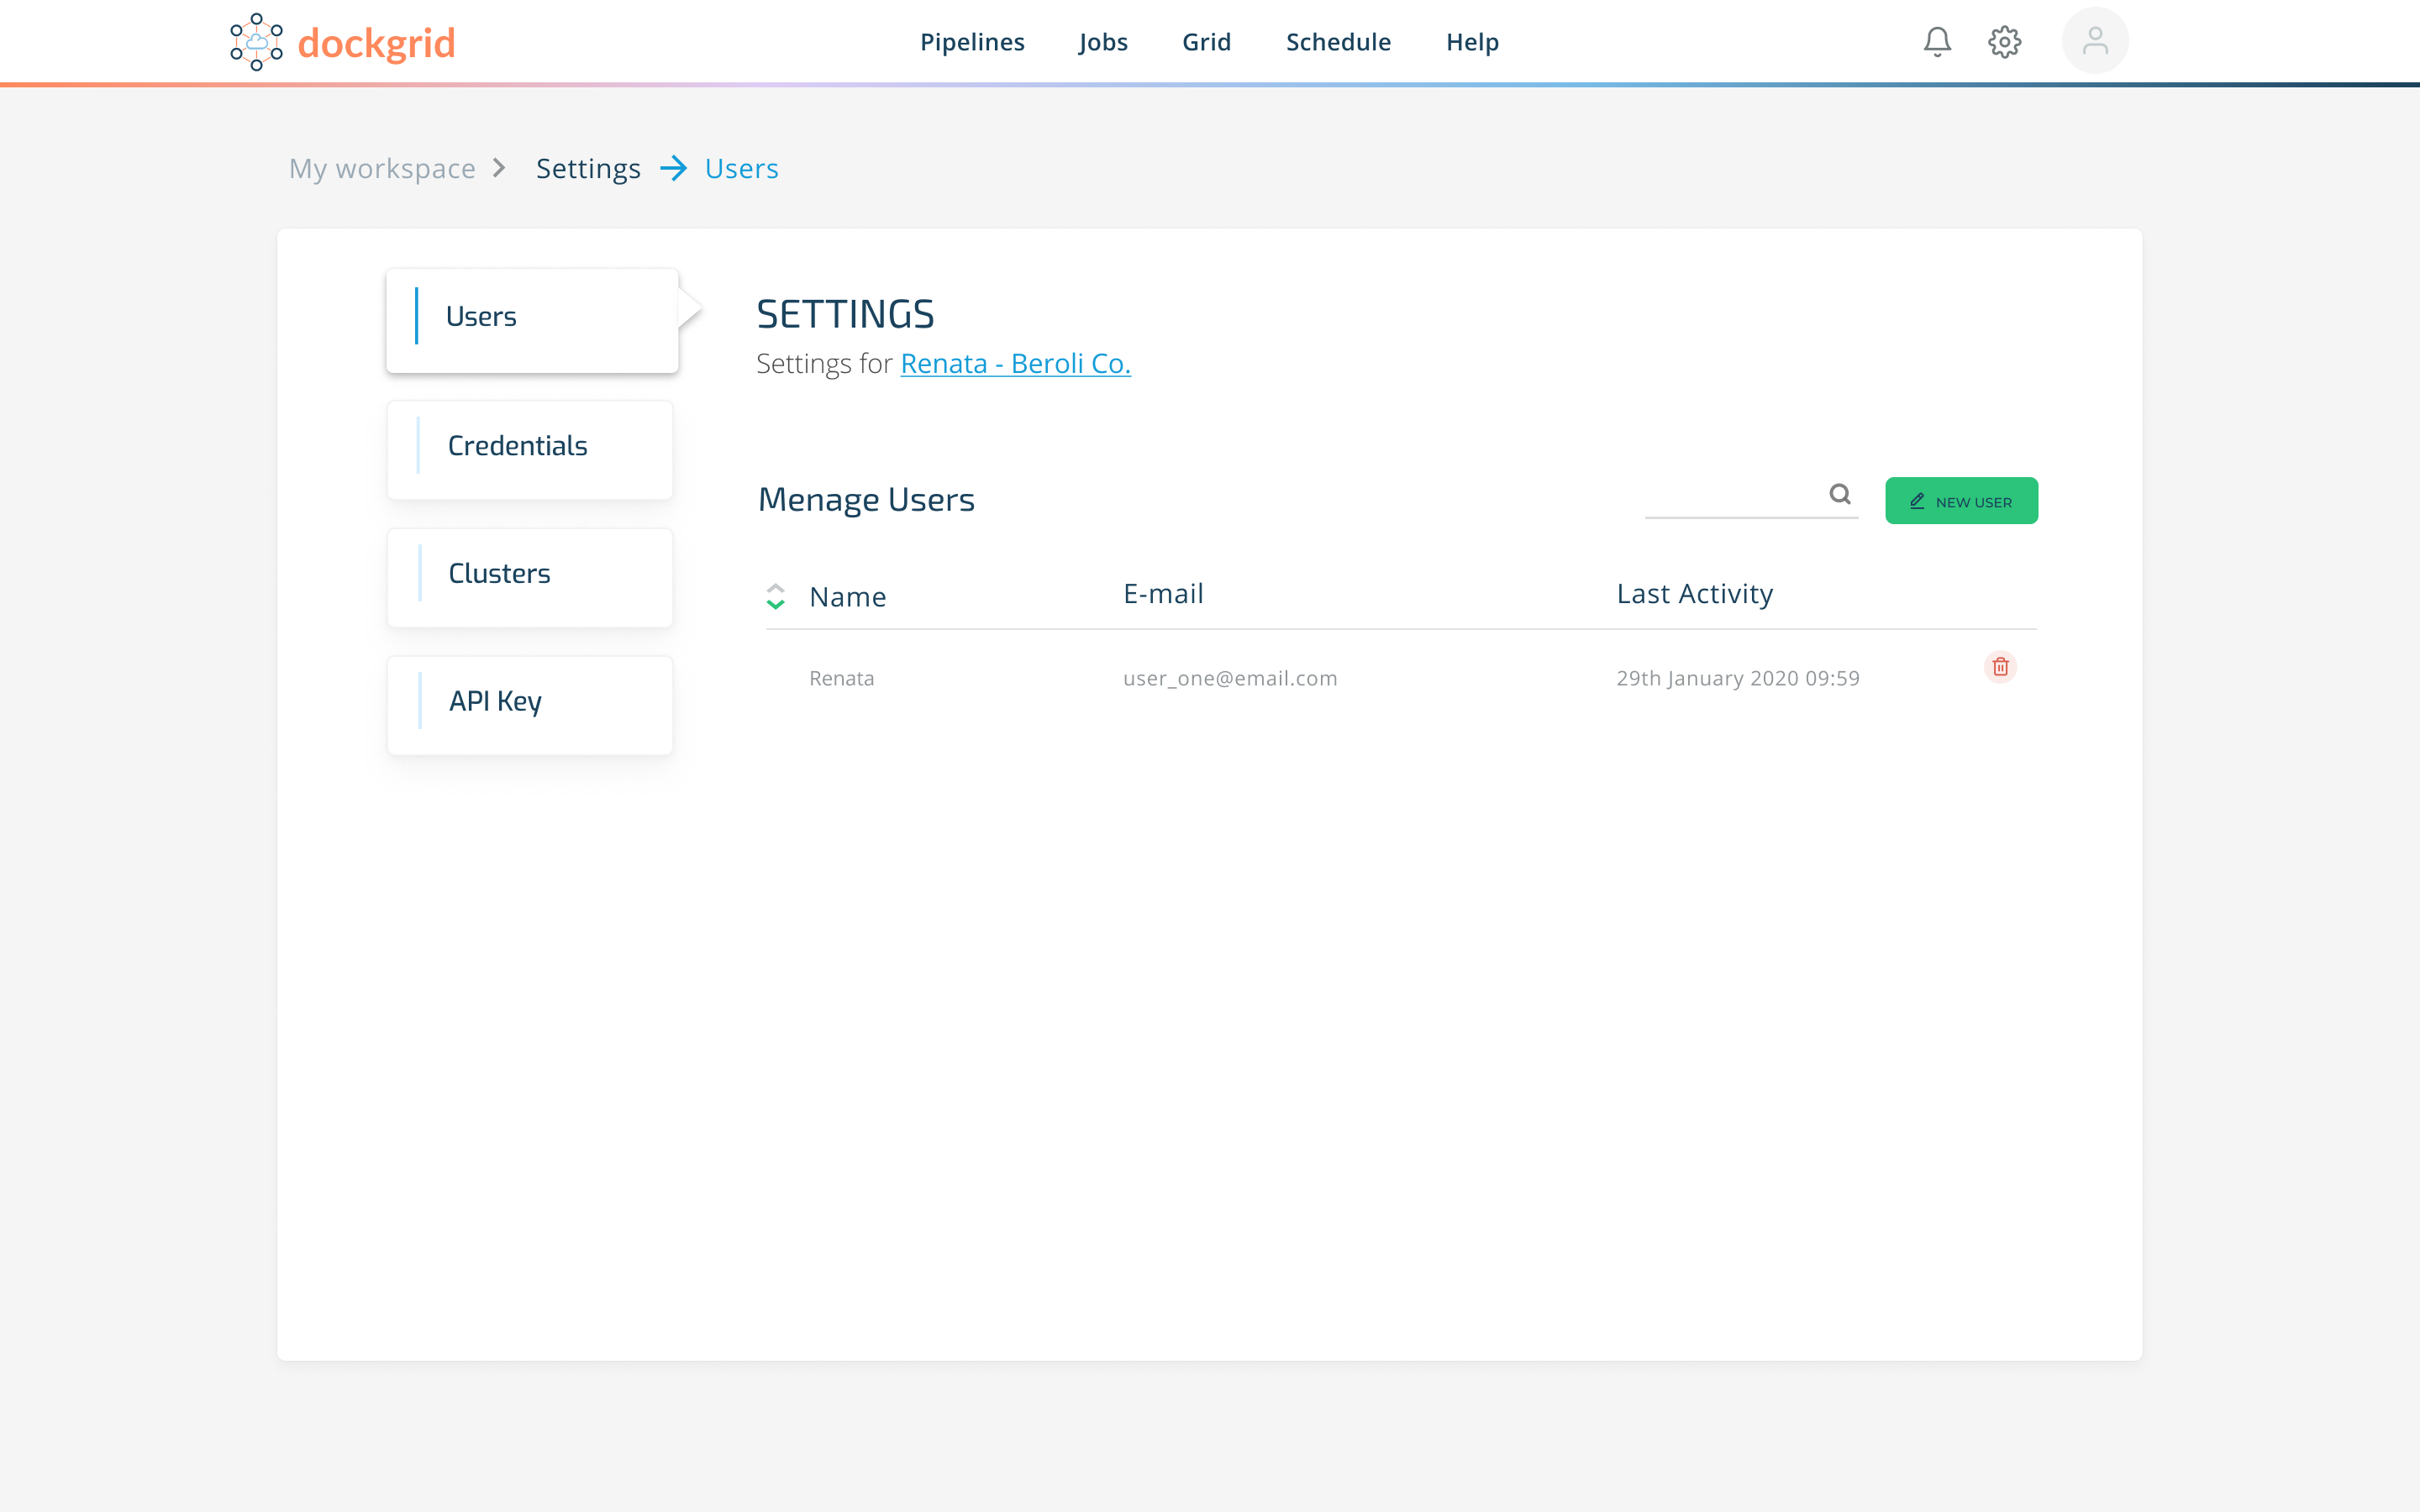 dockgrid
Pipelines Jobs Grid Schedule Help
My workspace Settings Users
Users
Credentials
Clusters
API Key
SETTINGS
Settings for Renata - Beroli Co.
Menage Users
NEW USER
Name E-mail Last Activity
Renata user_one@email.com 29th January 2020 09:59